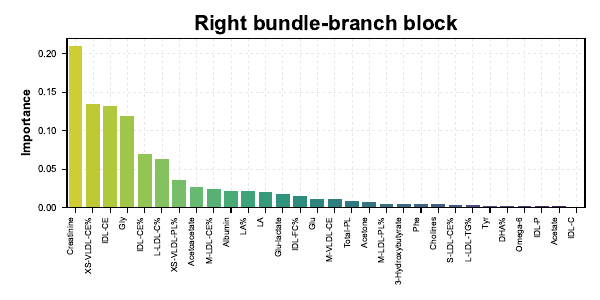 Right bundle-branch block
Importance
0.20
0.15
0.10
0.05
0.00
Creatinine
XS-VLDL-CE%
IDL-CE
Gly
IDL-CE%
L-LDL-C%
XS-VLDL-PL%
Acetoacetate
M-LDL-CE%
Albumin
LA%
LA
Glu-lactate
IDL-FC%
Glu
M-VLDL-CE
Total-PL
Acetone
M-LDL-PL%
3-Hydroxybutyrate
Phe
Cholines
S-LDL-CE%
L-LDL-TG%
Tyr
DHA%
Omega-6
IDL-P
Acetate
IDL-C